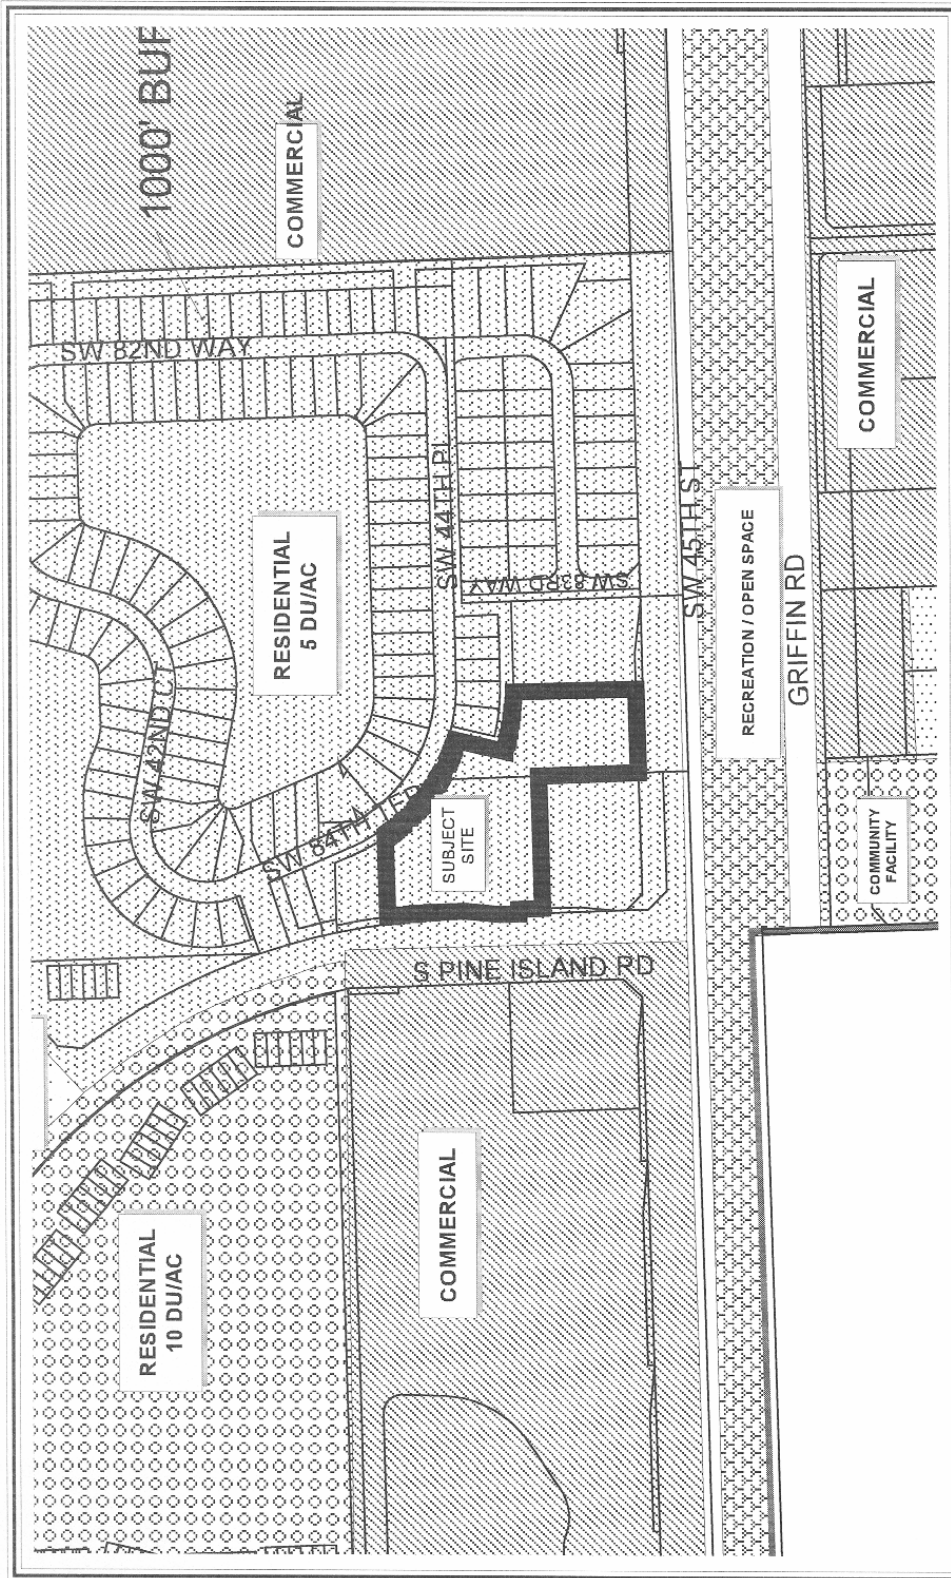 1000' BUF
COMMERCIAL
SW 82ND WAY
RESIDENTIAL
5 DU/AC
SW 44TH PL
SW 83RD WAY
SW 42ND CT
SW 84TH TER
SUBJECT
SITE
S PINE ISLAND RD
SW 45TH ST
RECREATION / OPEN SPACE
GRIFFIN RD
COMMERCIAL
COMMUNITY
FACILITY
RESIDENTIAL
10 DU/AC
COMMERCIAL